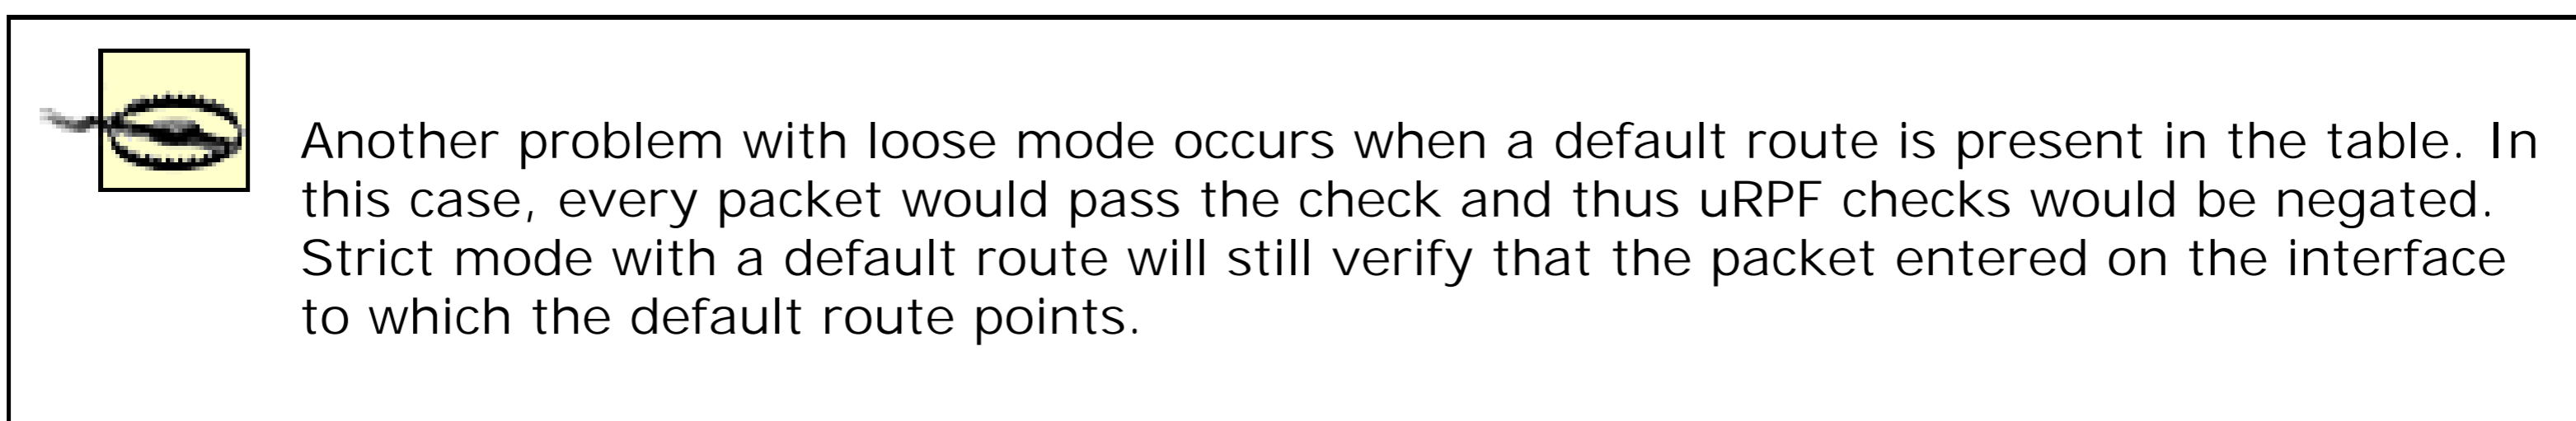 Another problem with loose mode occurs when a default route is present in the table. In
this case, every packet would pass the check and thus uRPF checks would be negated.
Strict mode with a default route will still verify that the packet entered on the interface
to which the default route points.